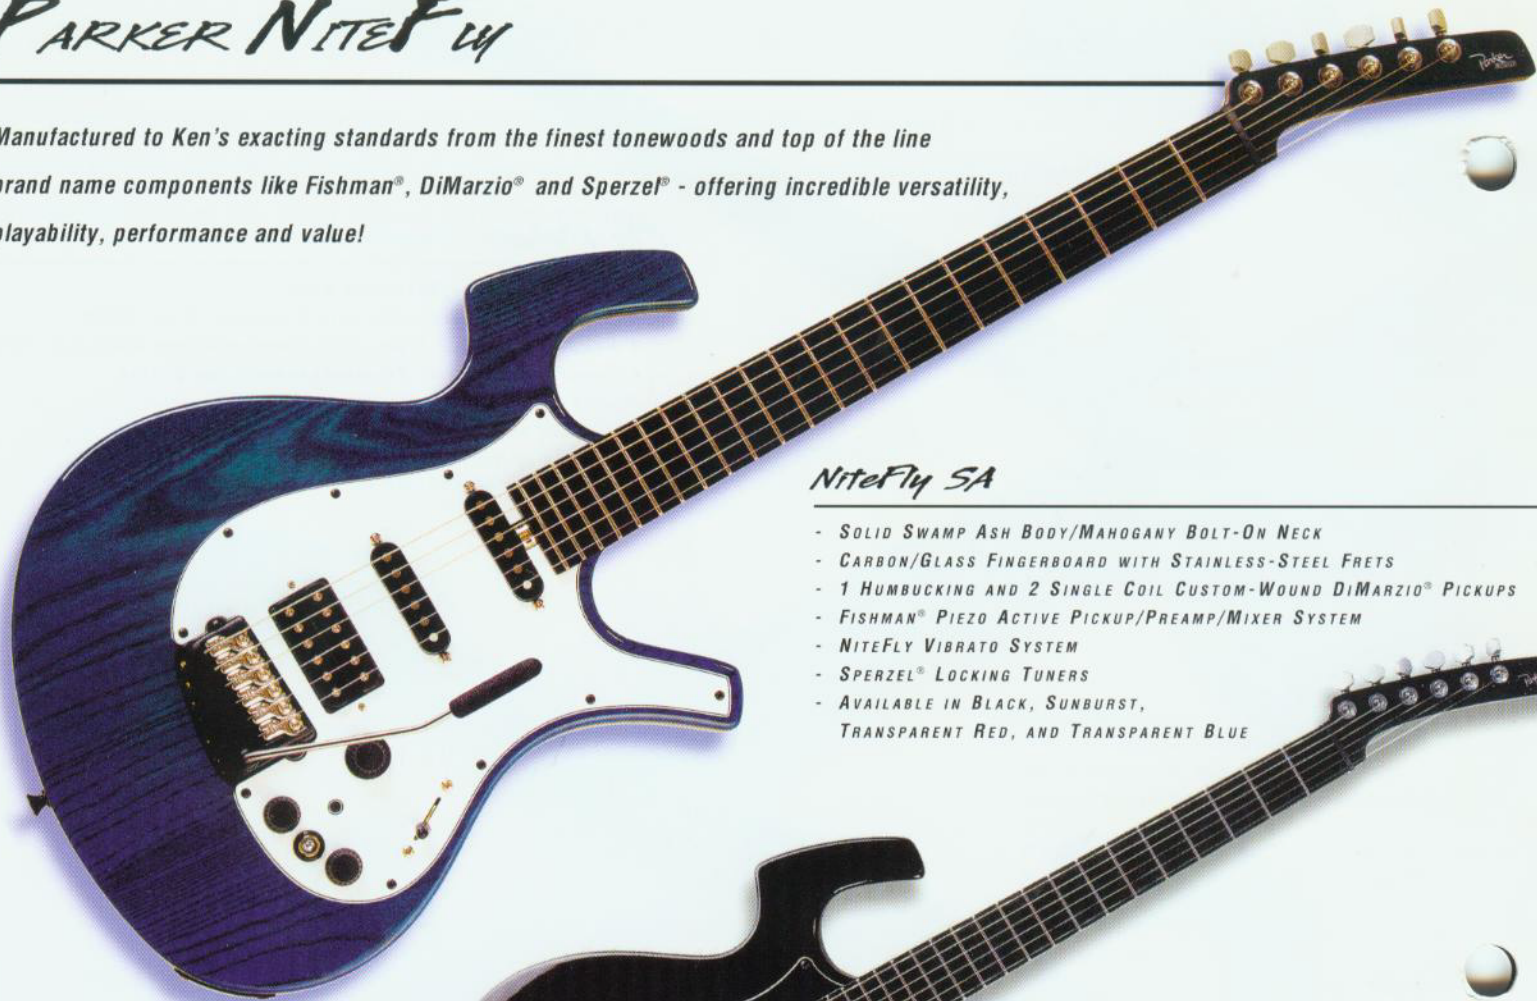 PARKER NITEFLY
Manufactured to Ken's exacting standards from the finest tonewoods and top of the line
brand name components like Fishman®, DiMarzio® and Sperzel® - offering incredible versatility,
playability, performance and value!
Parker
NiteFly SA
- SOLID SWAMP ASH BODY/MAHOGANY BOLT-ON NECK
- CARBON/GLASS FINGERBOARD WITH STAINLESS-STEEL FRETS
- 1 HUMBUCKING AND 2 SINGLE COIL CUSTOM-WOUND DIMARZIO® PICKUPS
- FISHMAN® PIEZO ACTIVE PICKUP/PREAMP/MIXER SYSTEM
- NITEFLY VIBRATO SYSTEM
- SPERZEL® LOCKING TUNERS
- AVAILABLE IN BLACK, SUNBURST,
TRANSPARENT RED, AND TRANSPARENT BLUE